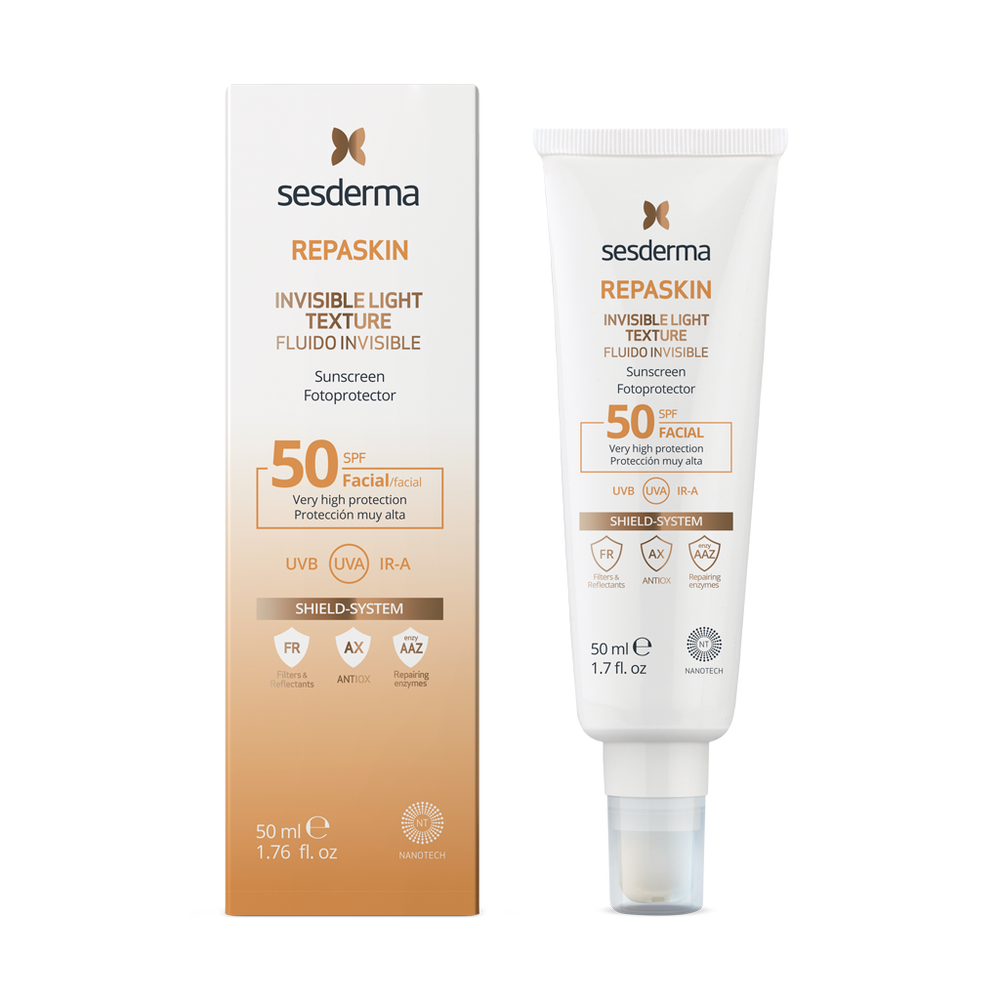 sesderma
REPASKIN
INVISIBLE LIGHT
TEXTURE
FLUIDO INVISIBLE
Sunscreen
Fotoprotector
50 SPF
Facial/facial
Very high protection
Protección muy alta
UVB UVA IR-A
SHIELD-SYSTEM
FR AX enzy AAZ
Filters &
Reflectants
ANTIOX
Repairing
enzymes
50 ml e
1.76 fl. oz
NT
NANOTECH
sesderma
REPASKIN
INVISIBLE LIGHT
TEXTURE
FLUIDO INVISIBLE
Sunscreen
Fotoprotector
50 SPF
FACIAL
Very high protection
Protección muy alta
UVB UVA IR-A
SHIELD-SYSTEM
FR AX enzy AAZ
Filters &
Reflectants
ANTIOX
Repairing
enzymes
50 ml e
1.7 fl. oz
NT
NANOTECH